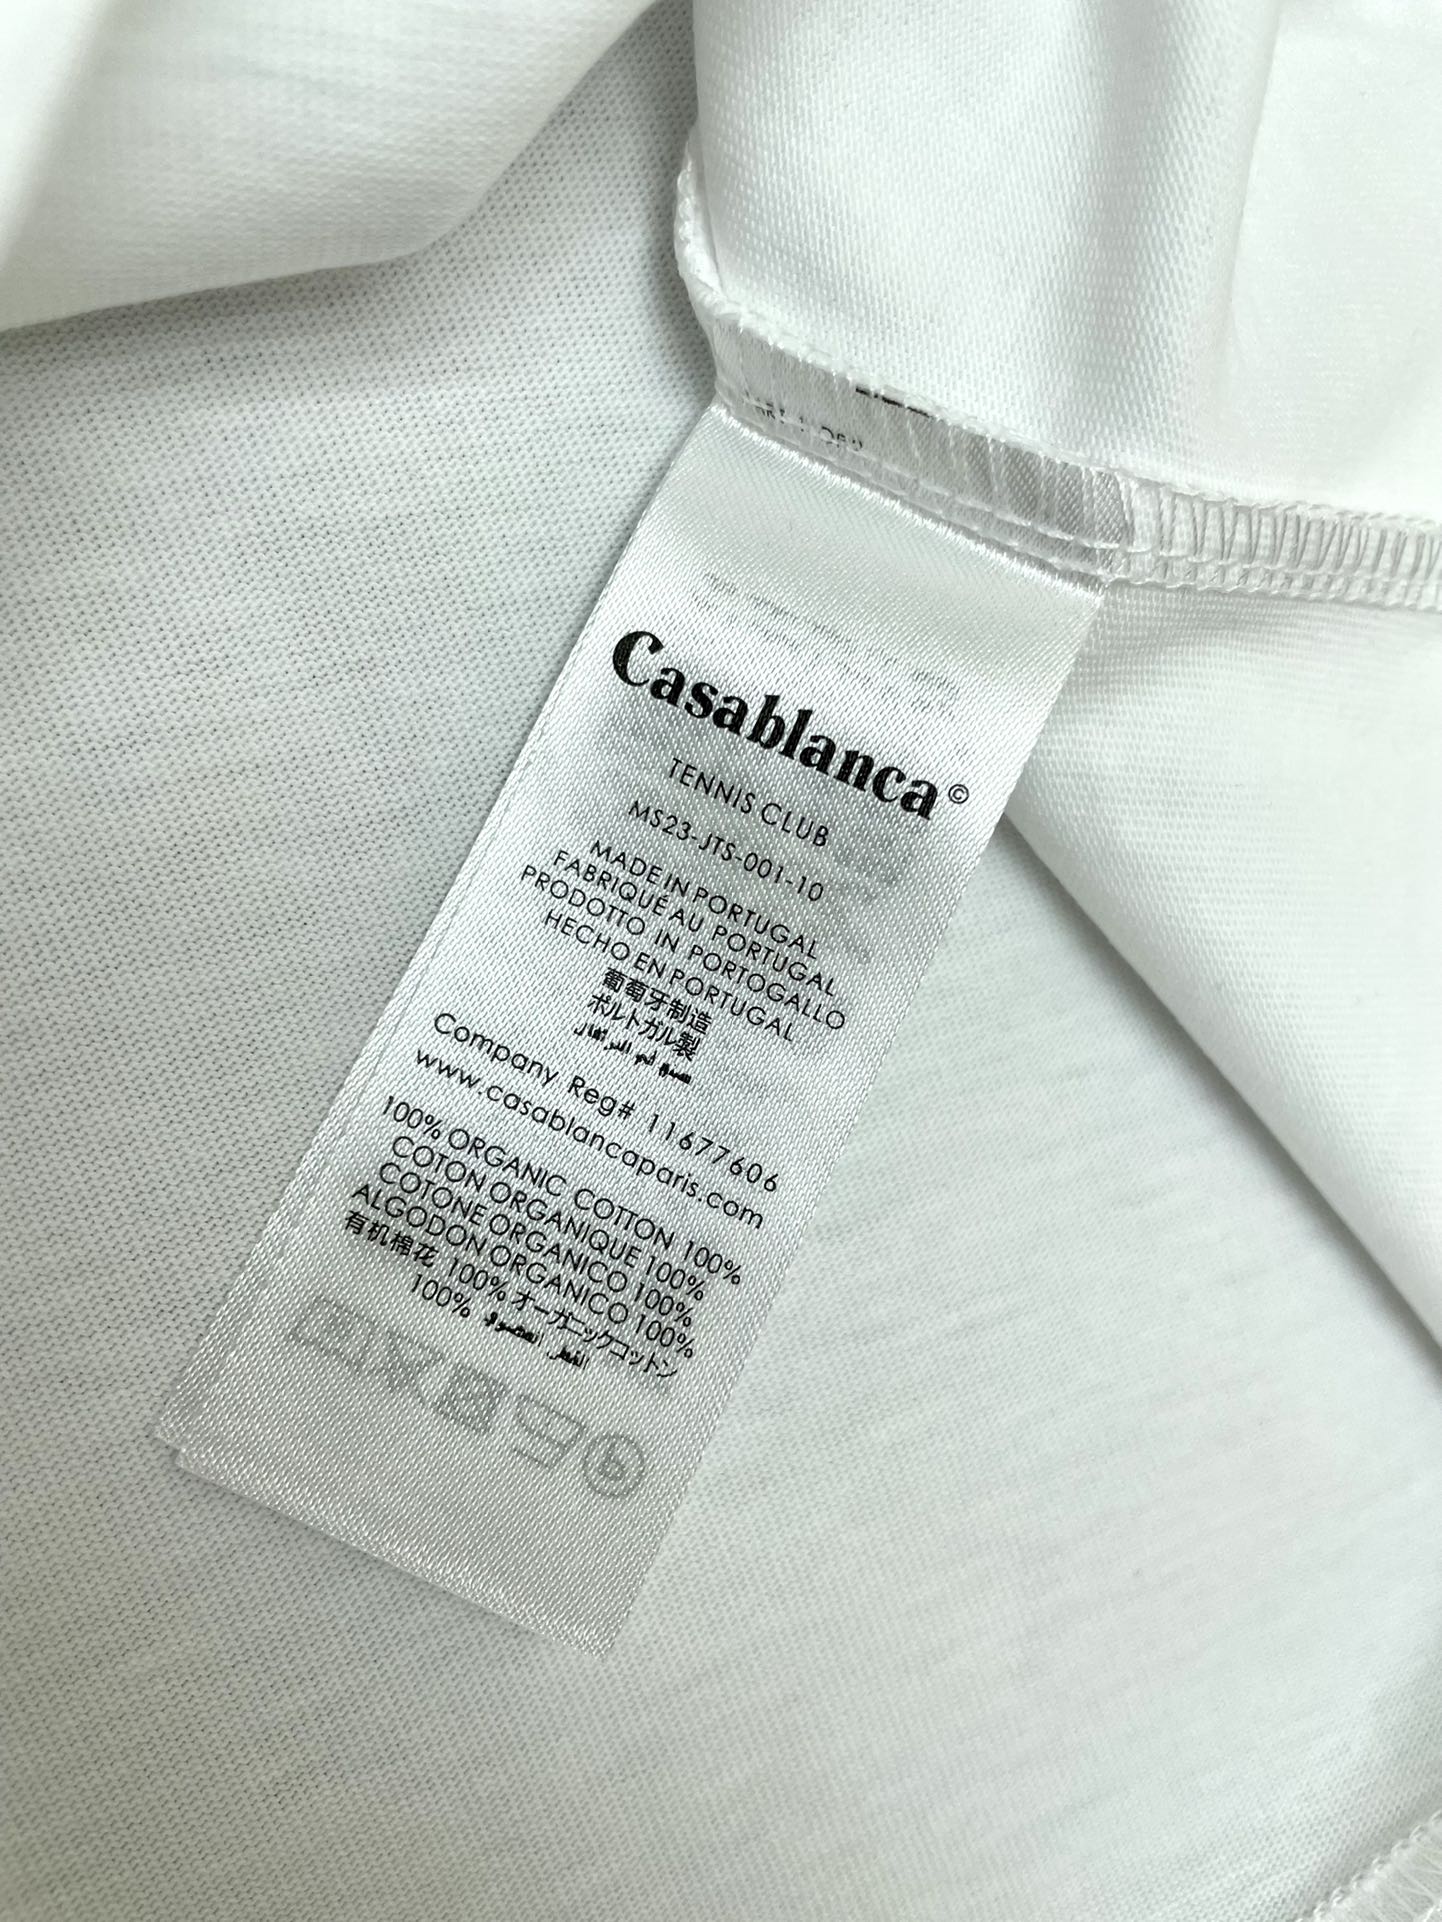 Casablanca©
TENNIS CLUB
MS23-JTS-001-10
MADE IN PORTUGAL
FABRIQUÉ AU PORTUGAL
PRODOTTO IN PORTOGALLO
HECHO EN PORTUGAL
葡萄牙制造
ポルトガル製
Company Reg# 11677606
www.casablancaparis.com
100% ORGANIC COTTON 100%
COTON ORGANIQUE 100%
COTONE ORGANICO 100%
ALGODON ORGANICO 100%
有机棉花 100% オーガニックコットン
100%